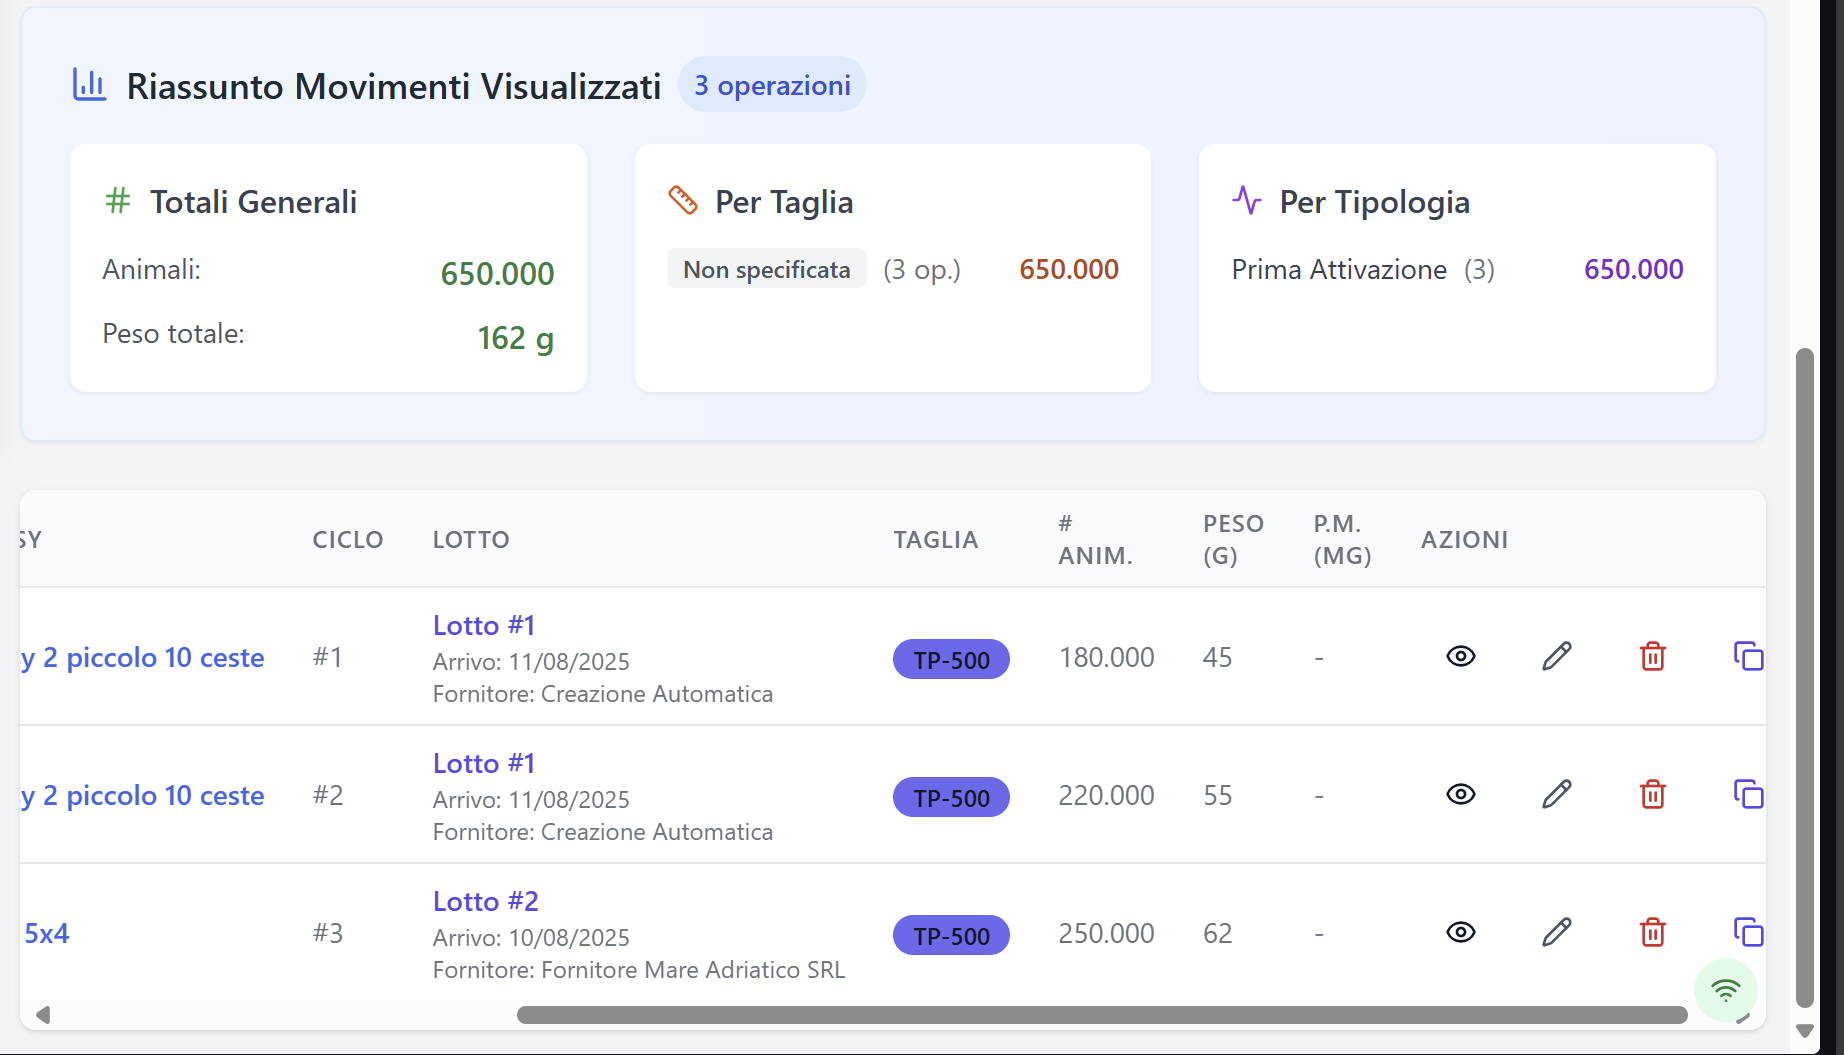 Riassunto Movimenti Visualizzati 3 operazioni
# Totali Generali
Animali: 650.000
Peso totale: 162 g
Per Taglia
Non specificata (3 op.) 650.000
Per Tipologia
Prima Attivazione (3) 650.000
SY CICLO LOTTO TAGLIA # ANIM. PESO (G) P.M. (MG) AZIONI
y 2 piccolo 10 ceste #1
Lotto #1
Arrivo: 11/08/2025
Fornitore: Creazione Automatica
TP-500 180.000 45 -
y 2 piccolo 10 ceste #2
Lotto #1
Arrivo: 11/08/2025
Fornitore: Creazione Automatica
TP-500 220.000 55 -
5x4 #3
Lotto #2
Arrivo: 10/08/2025
Fornitore: Fornitore Mare Adriatico SRL
TP-500 250.000 62 -